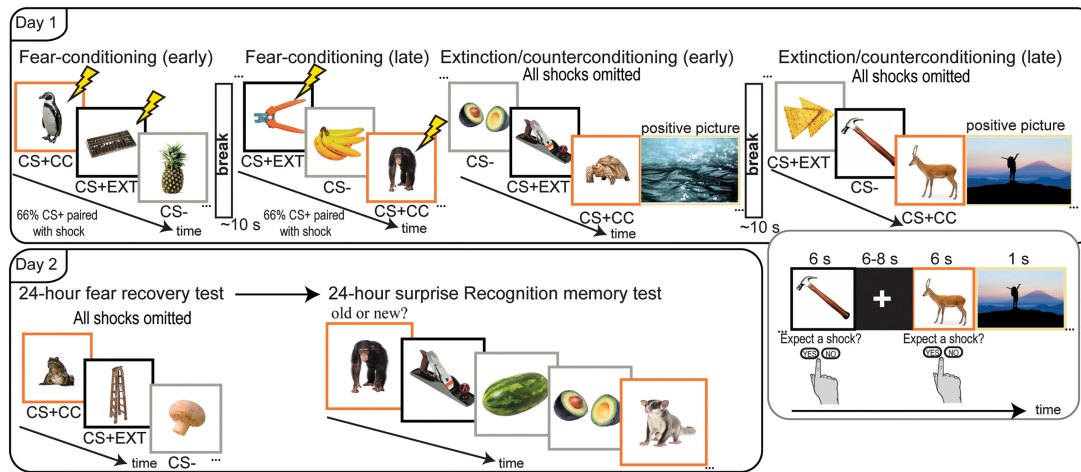 Day 1
Fear-conditioning (early)
CS+CC
CS+EXT
CS-
...
66% CS+ paired
with shock
time
break
~10 s
...
Fear-conditioning (late)
CS+EXT
CS-
CS+CC
...
66% CS+ paired
with shock
time
Extinction/counterconditioning (early)
All shocks omitted
...
CS-
CS+EXT
CS+CC
positive picture
...
time
break
~10 s
...
Extinction/counterconditioning (late)
All shocks omitted
CS+EXT
CS-
CS+CC
positive picture
...
time
6 s
6-8 s
6 s
1 s
+
...
...
Expect a shock?
YES NO
Expect a shock?
YES NO
time
Day 2
24-hour fear recovery test
All shocks omitted
CS+CC
CS+EXT
CS-
...
time
24-hour surprise Recognition memory test
old or new?
...
time